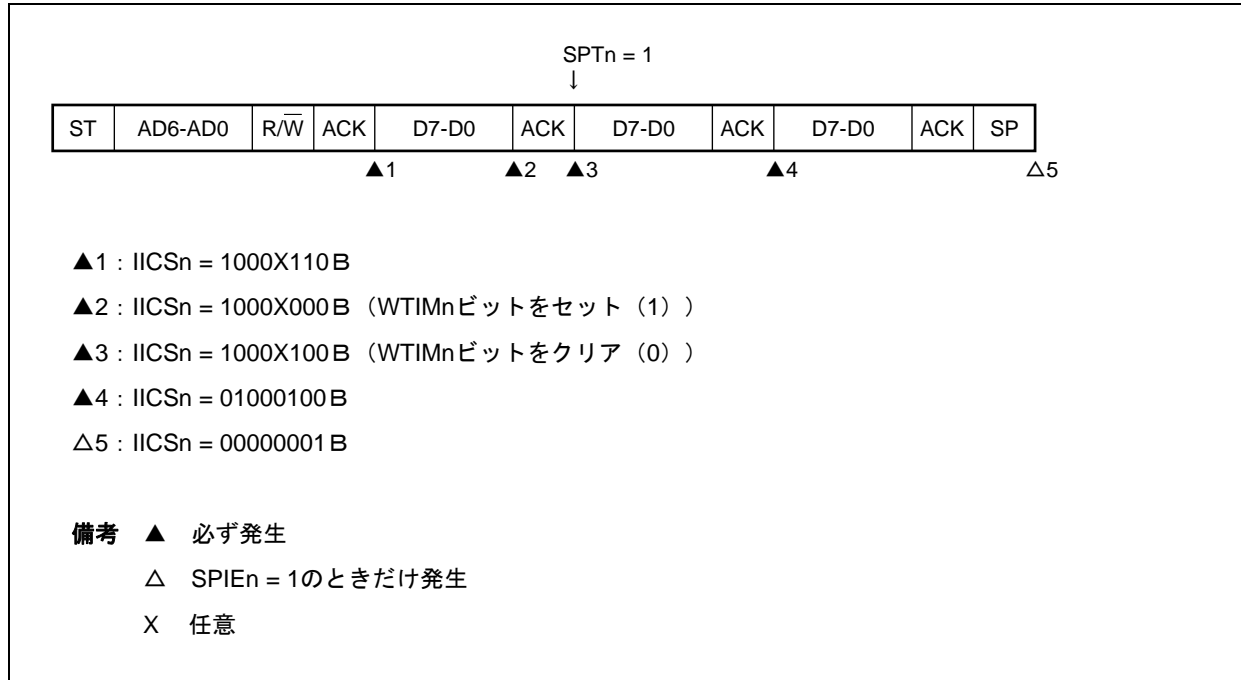 SPTn = 1
↓
ST AD6-AD0 R/W̅ ACK D7-D0 ACK D7-D0 ACK D7-D0 ACK SP
▲1 ▲2 ▲3 ▲4 △5
▲1：IICSn = 1000X110B
▲2：IICSn = 1000X000B（WTIMnビットをセット（1））
▲3：IICSn = 1000X100B（WTIMnビットをクリア（0））
▲4：IICSn = 01000100B
△5：IICSn = 00000001B
備考 ▲ 必ず発生
△ SPIEn = 1のときだけ発生
X 任意